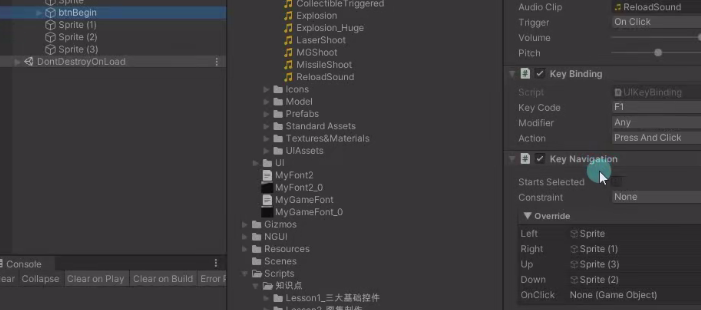 Sprite
btnBegin
Sprite (1)
Sprite (2)
Sprite (3)
DontDestroyOnLoad
Console
ear Collapse Clear on Play Clear on Build Error P
CollectibleTriggered
Explosion
Explosion_Huge
LaserShoot
MGShoot
MissileShoot
ReloadSound
Icons
Model
Prefabs
Standard Assets
Textures&Materials
UIAssets
UI
MyFont2
MyFont2_0
MyGameFont
MyGameFont_0
Gizmos
NGUI
Resources
Scenes
Scripts
知识点
Lesson1_三大基础控件
Audio Clip ReloadSound
Trigger On Click
Volume
Pitch
Key Binding
Script UIKeyBinding
Key Code F1
Modifier Any
Action Press And Click
Key Navigation
Starts Selected
Constraint None
Override
Left Sprite
Right Sprite (1)
Up Sprite (3)
Down Sprite (2)
OnClick None (Game Object)